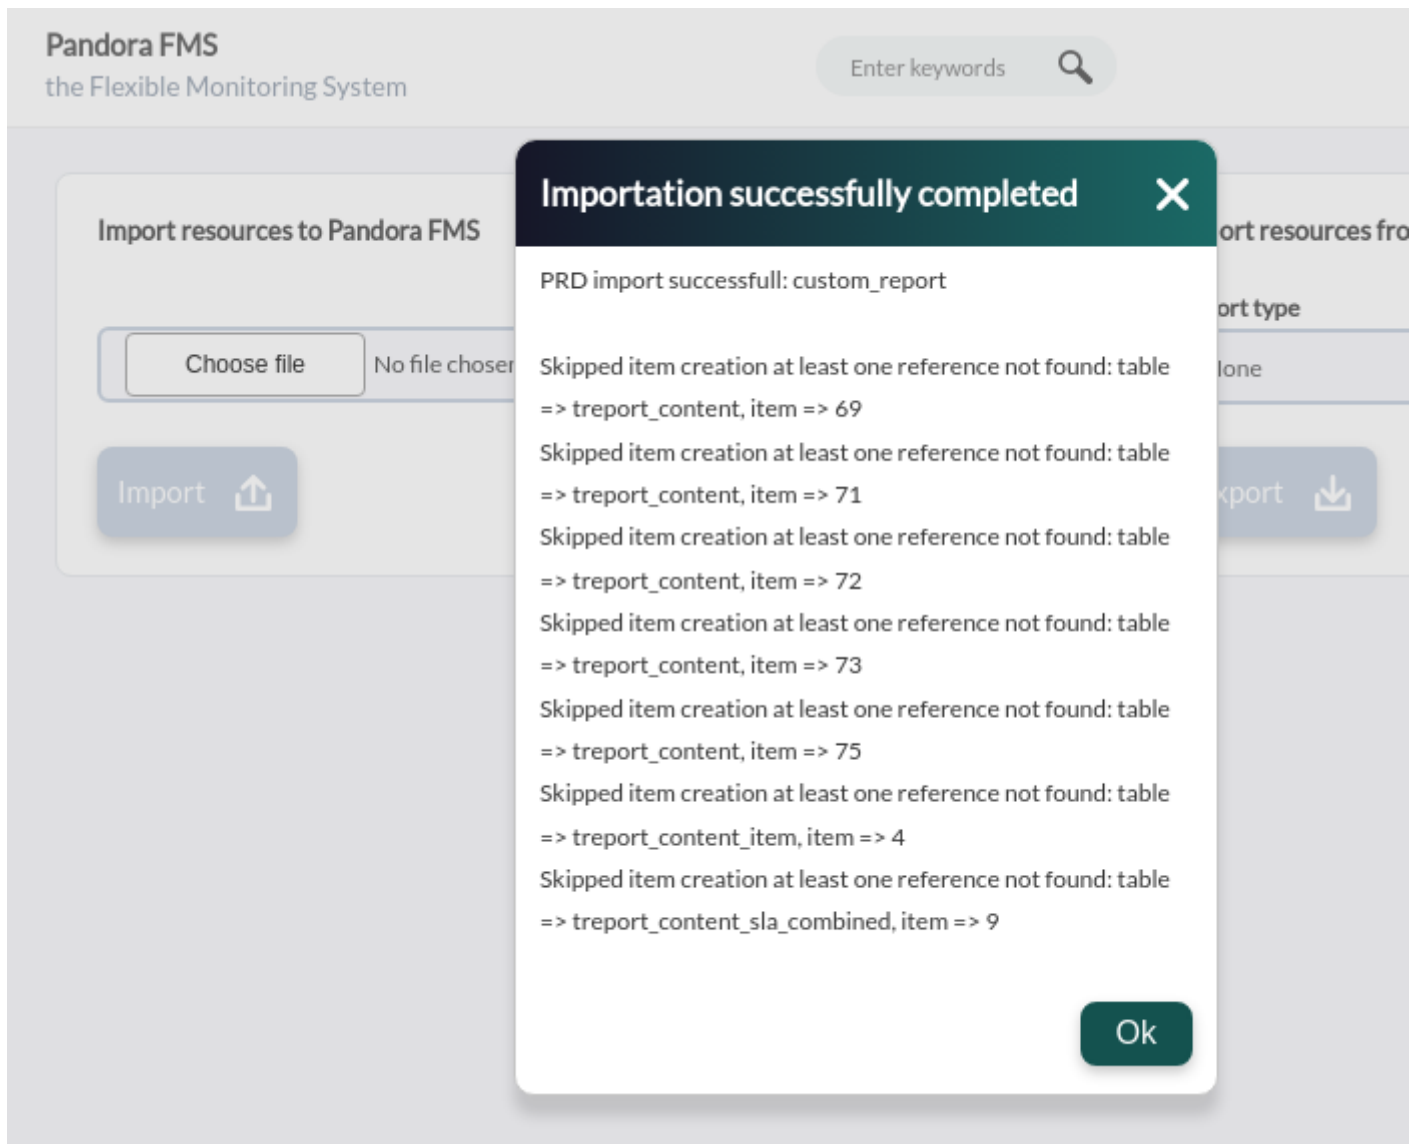 Pandora FMS
the Flexible Monitoring System
Enter keywords
Importation successfully completed
Import resources to Pandora FMS
ort resources fro
PRD import successfull: custom_report
ort type
Choose file
No file chosen
lone
Skipped item creation at least one reference not found: table
=> treport_content, item => 69
Skipped item creation at least one reference not found: table
=> treport_content, item => 71
Import
xport
Skipped item creation at least one reference not found: table
=> treport_content, item => 72
Skipped item creation at least one reference not found: table
=> treport_content, item => 73
Skipped item creation at least one reference not found: table
=> treport_content, item => 75
Skipped item creation at least one reference not found: table
=> treport_content_item, item => 4
Skipped item creation at least one reference not found: table
=> treport_content_sla_combined, item => 9
Ok